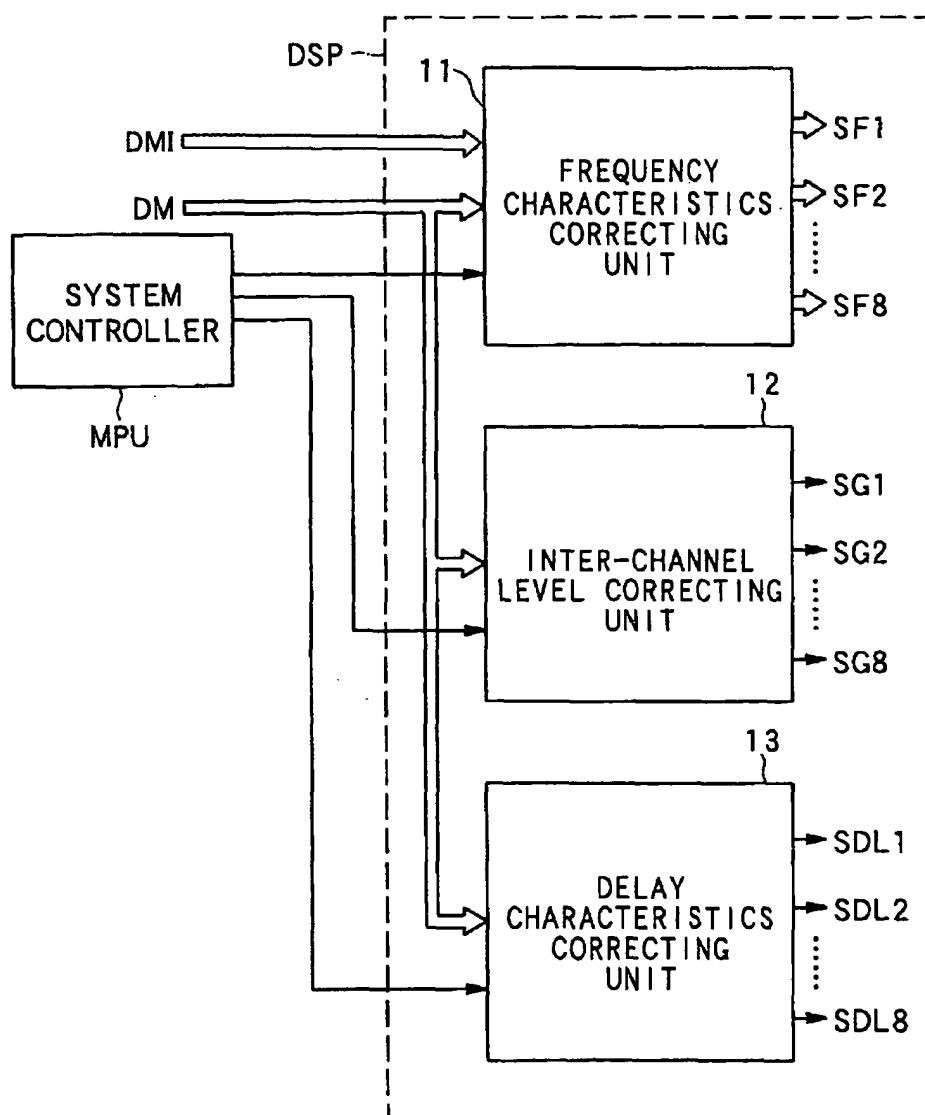 DSP
11
DMI
FREQUENCY
CHARACTERISTICS
CORRECTING
UNIT
SF1
SF2
SF8
DM
SYSTEM
CONTROLLER
MPU
12
INTER-CHANNEL
LEVEL CORRECTING
UNIT
SG1
SG2
SG8
13
DELAY
CHARACTERISTICS
CORRECTING
UNIT
SDL1
SDL2
SDL8